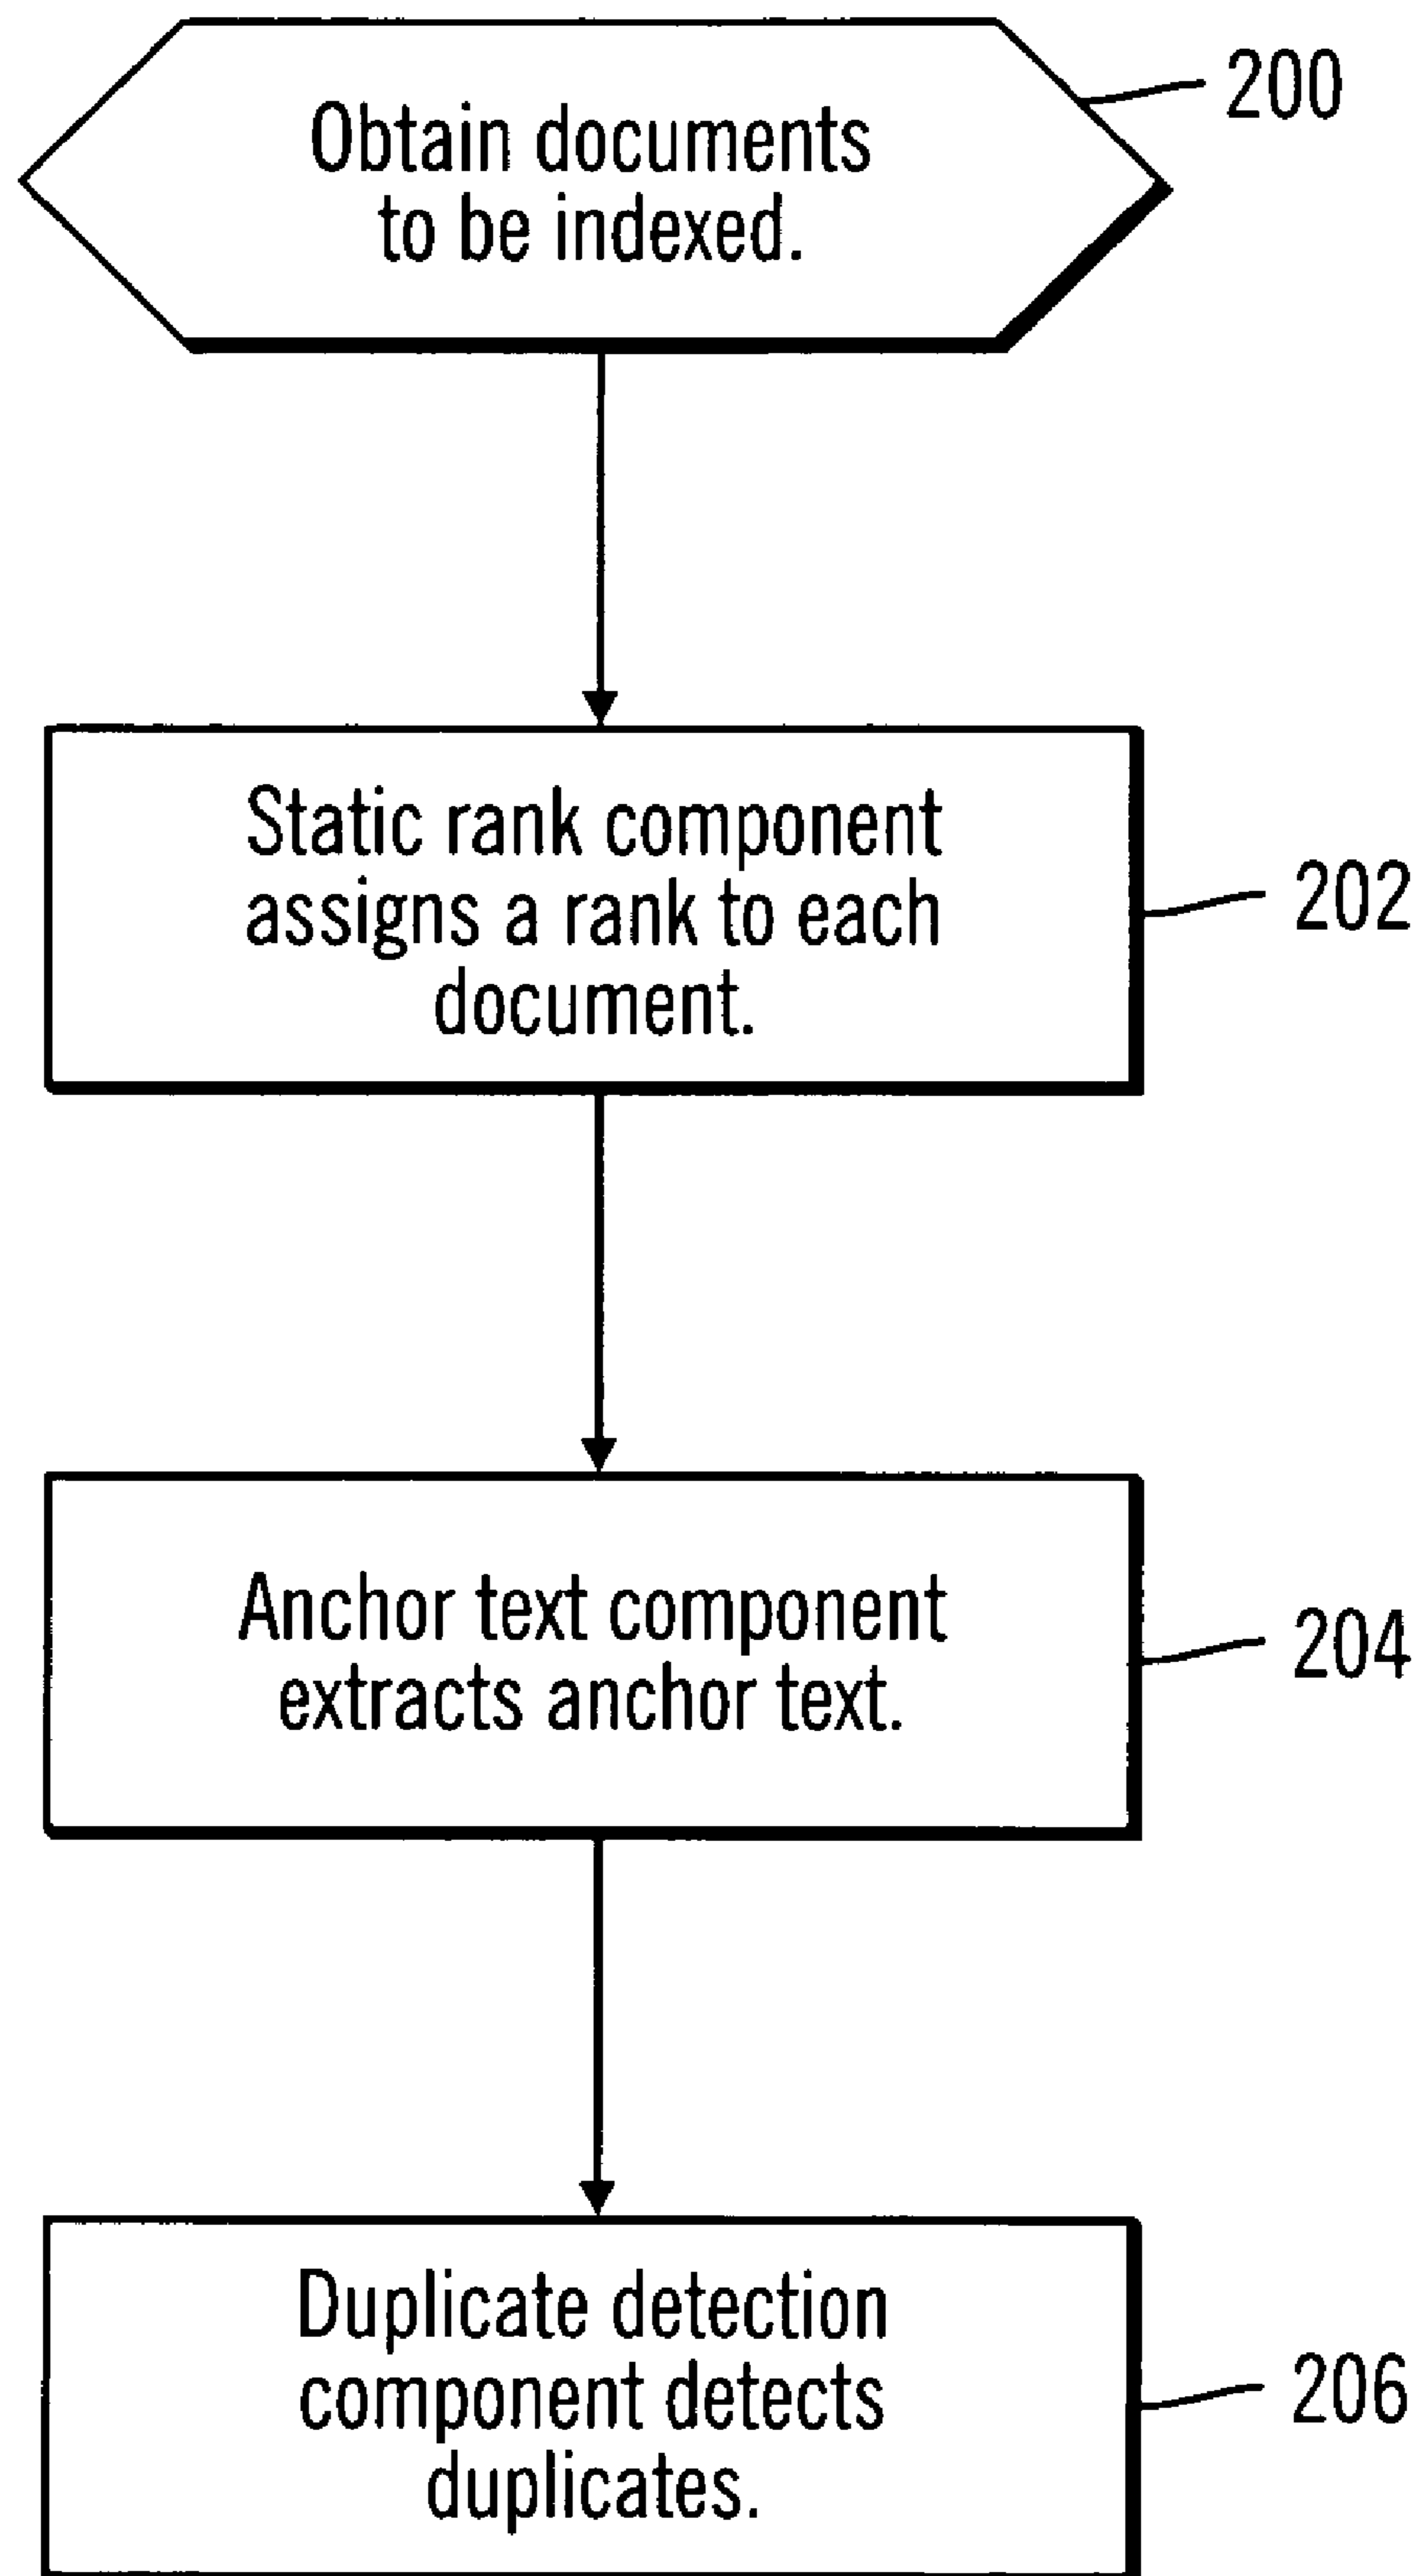 Obtain documents
to be indexed.
200
Static rank component
assigns a rank to each
document.
202
Anchor text component
extracts anchor text.
204
Duplicate detection
component detects
duplicates.
206